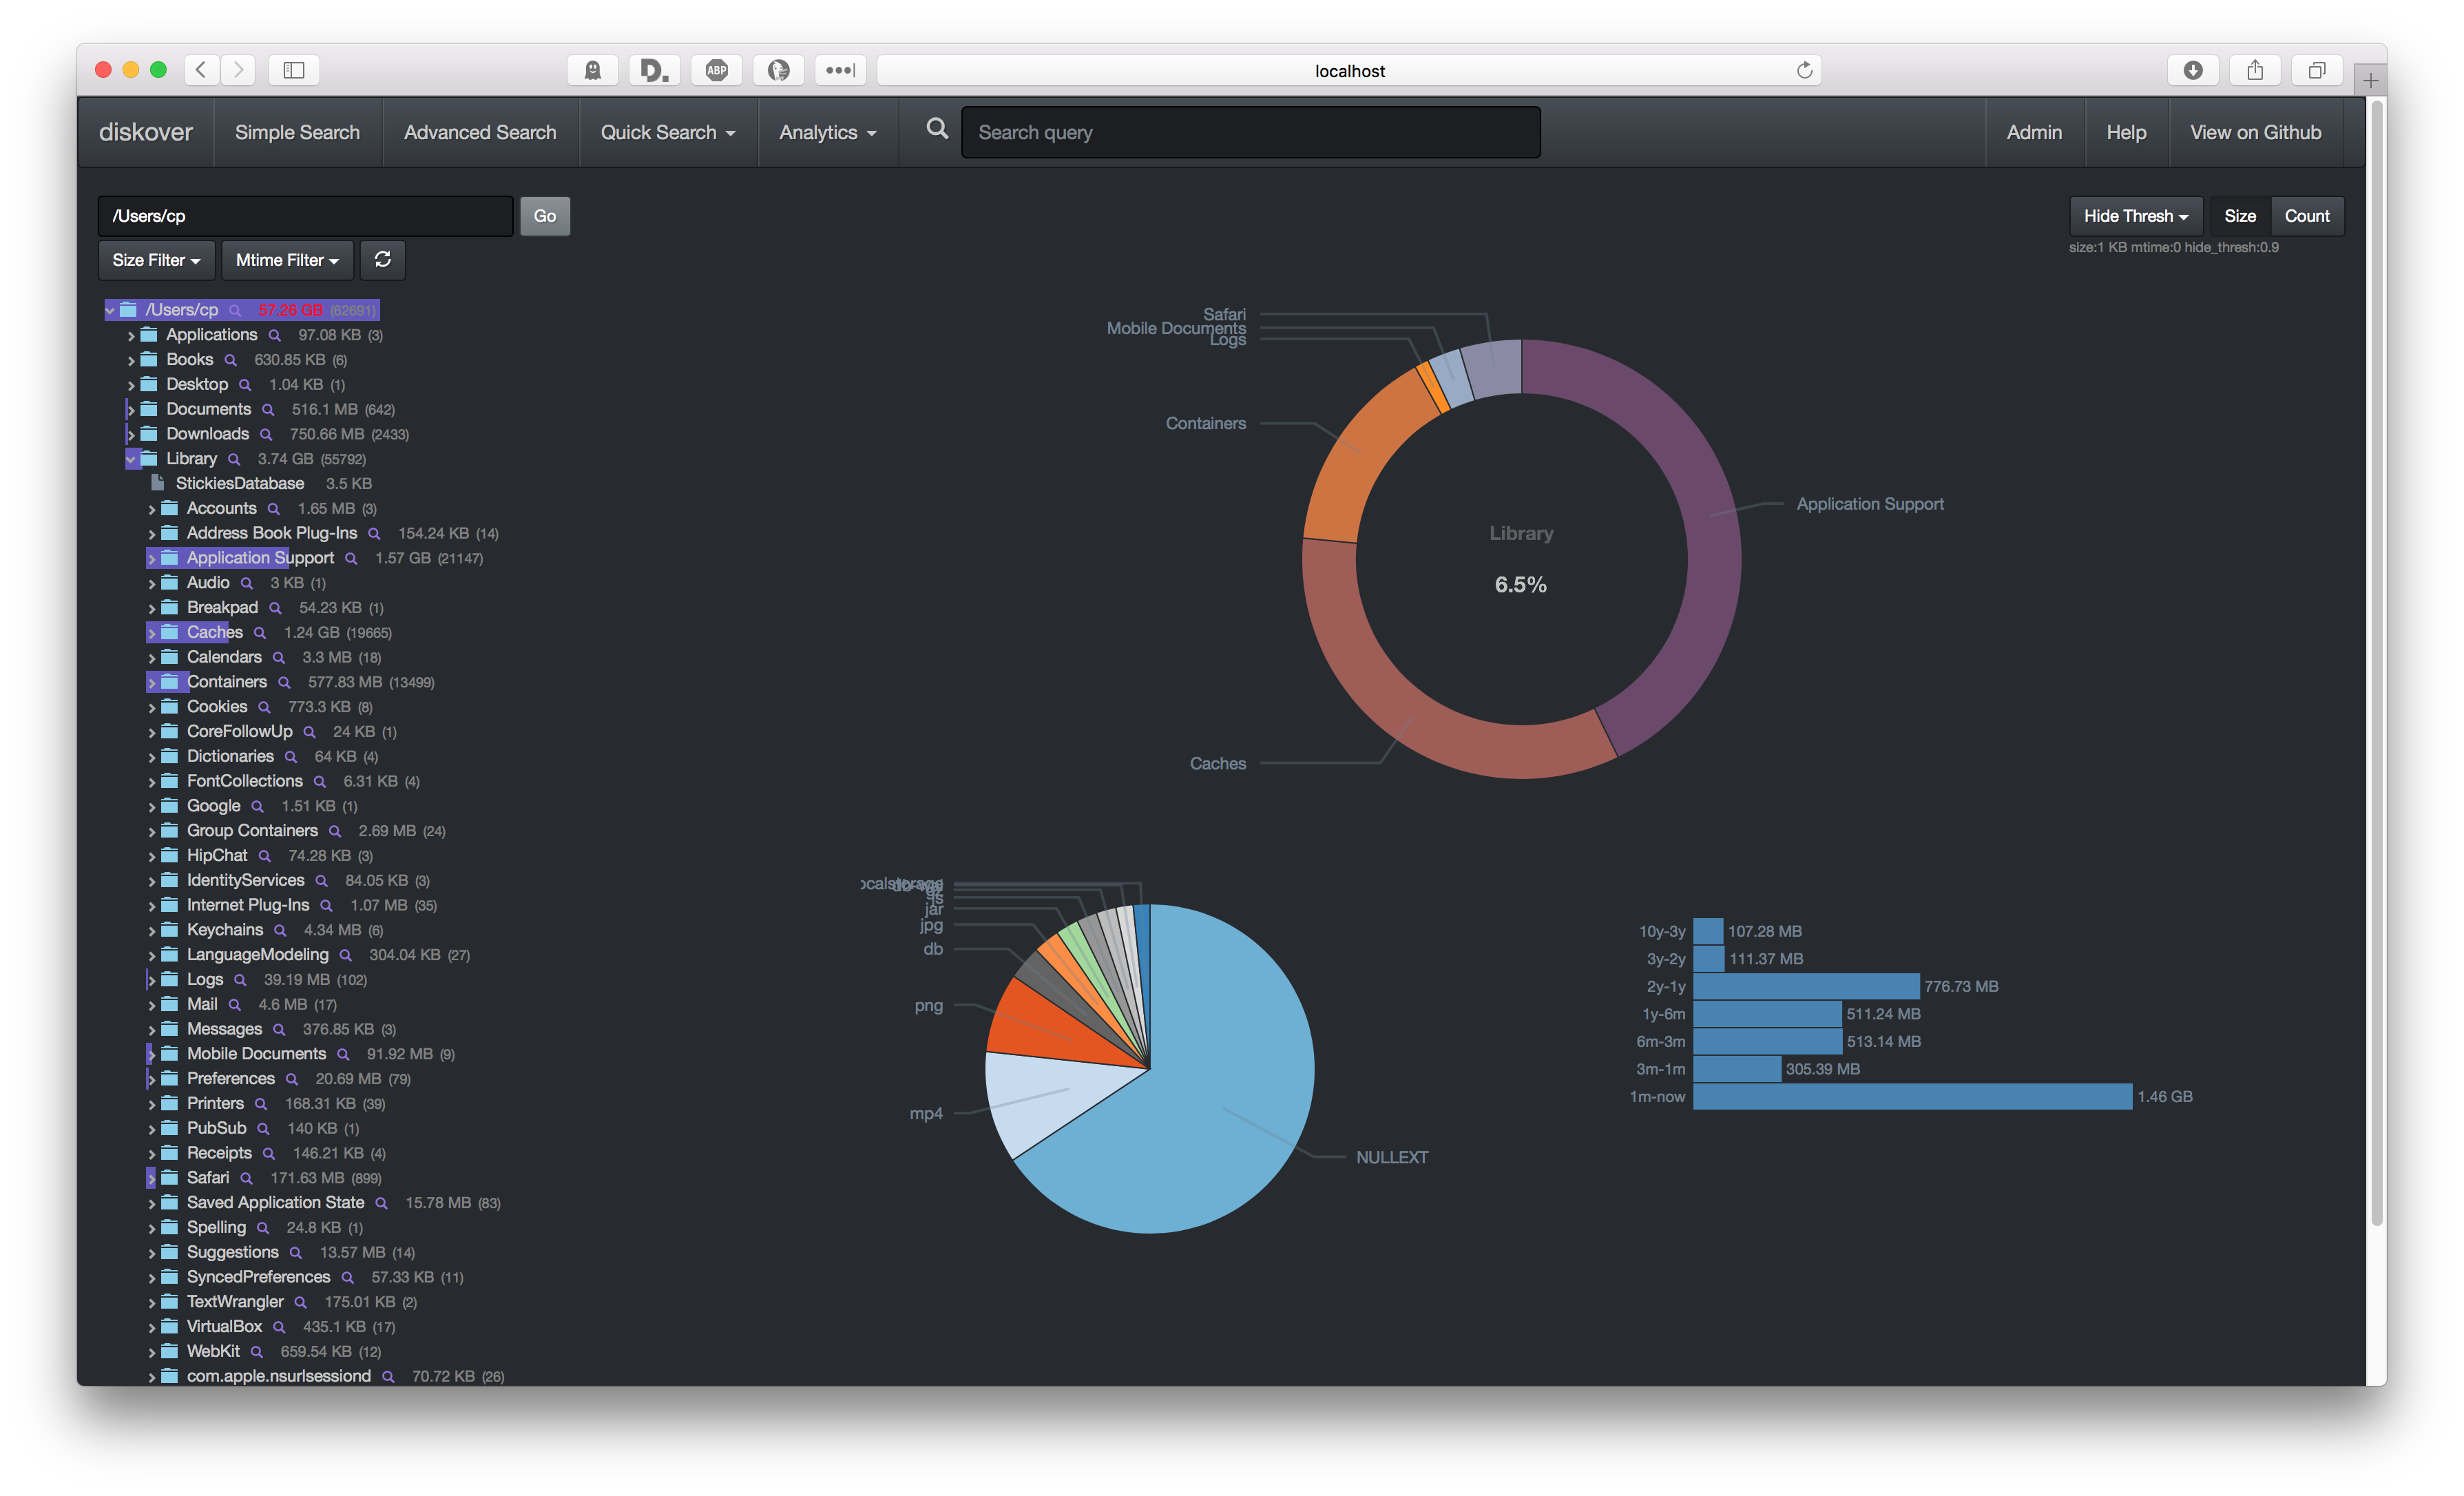 localhost
diskover Simple Search Advanced Search Quick Search Analytics Search query Admin Help View on Github
/Users/cp Go Hide Thresh Size Count
size:1 KB mtime:0 hide_thresh:0.9
Size Filter Mtime Filter
/Users/cp 57.26 GB (62691)
Applications 97.08 KB (3)
Books 630.85 KB (6)
Desktop 1.04 KB (1)
Documents 516.1 MB (642)
Downloads 750.66 MB (2433)
Library 3.74 GB (55792)
StickiesDatabase 3.5 KB
Accounts 1.65 MB (3)
Address Book Plug-Ins 154.24 KB (14)
Application Support 1.57 GB (21147)
Audio 3 KB (1)
Breakpad 54.23 KB (1)
Caches 1.24 GB (19665)
Calendars 3.3 MB (18)
Containers 577.83 MB (13499)
Cookies 773.3 KB (8)
CoreFollowUp 24 KB (1)
Dictionaries 64 KB (4)
FontCollections 6.31 KB (4)
Google 1.51 KB (1)
Group Containers 2.69 MB (24)
HipChat 74.28 KB (3)
IdentityServices 84.05 KB (3)
Internet Plug-Ins 1.07 MB (35)
Keychains 4.34 MB (6)
LanguageModeling 304.04 KB (27)
Logs 39.19 MB (102)
Mail 4.6 MB (17)
Messages 376.85 KB (3)
Mobile Documents 91.92 MB (9)
Preferences 20.69 MB (79)
Printers 168.31 KB (39)
PubSub 140 KB (1)
Receipts 146.21 KB (4)
Safari 171.63 MB (899)
Saved Application State 15.78 MB (83)
Spelling 24.8 KB (1)
Suggestions 13.57 MB (14)
SyncedPreferences 57.33 KB (11)
TextWrangler 175.01 KB (2)
VirtualBox 435.1 KB (17)
WebKit 659.54 KB (12)
com.apple.nsurlsessiond 70.72 KB (26)
Safari
Mobile Documents
Logs
Containers
Application Support
Library
6.5%
Caches
js
jar
jpg
db
png
mp4
NULLEXT
10y-3y 107.28 MB
3y-2y 111.37 MB
2y-1y 776.73 MB
1y-6m 511.24 MB
6m-3m 513.14 MB
3m-1m 305.39 MB
1m-now 1.46 GB
ABP
D.